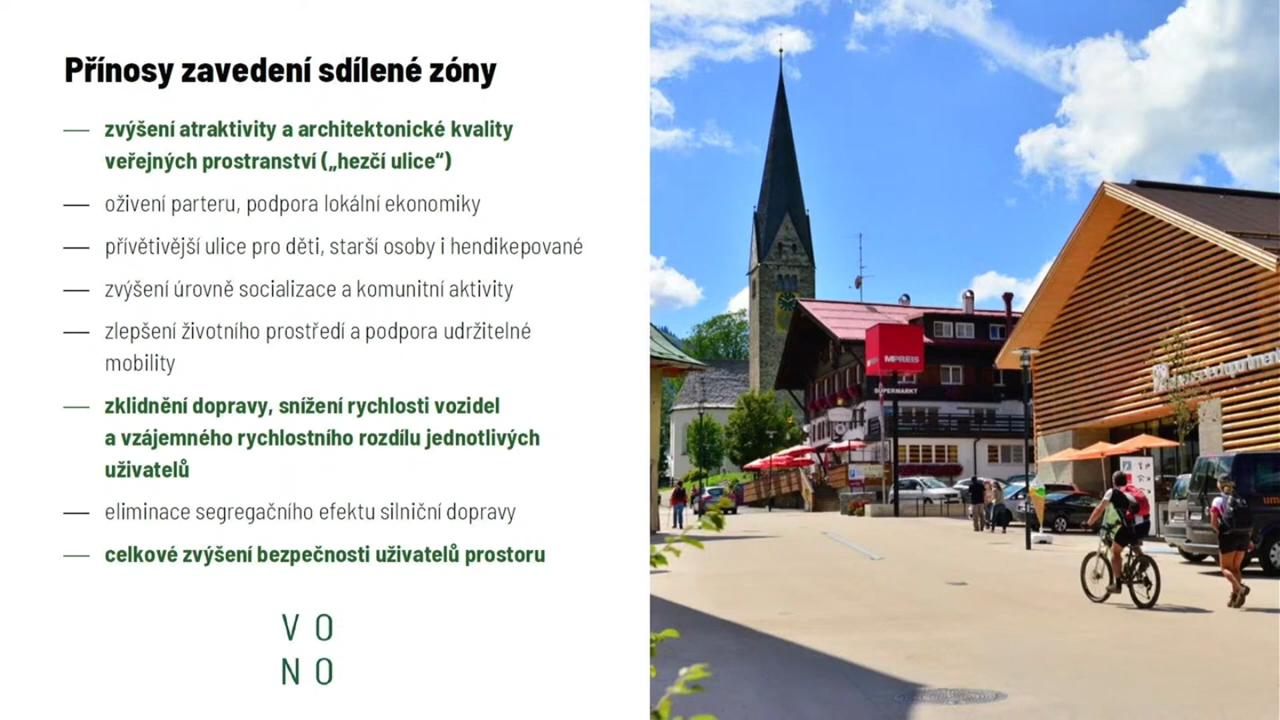 Přínosy zavedení sdílené zóny
— zvýšení atraktivity a architektonické kvality
veřejných prostranství („hezčí ulice“)
— oživení parteru, podpora lokální ekonomiky
— přívětivější ulice pro děti, starší osoby i hendikepované
— zvýšení úrovně socializace a komunitní aktivity
— zlepšení životního prostředí a podpora udržitelné
mobility
— zklidnění dopravy, snížení rychlosti vozidel
a vzájemného rychlostního rozdílu jednotlivých
uživatelů
— eliminace segregačního efektu silniční dopravy
— celkové zvýšení bezpečnosti uživatelů prostoru
V O
N O
MPREIS
SUPERMARKT